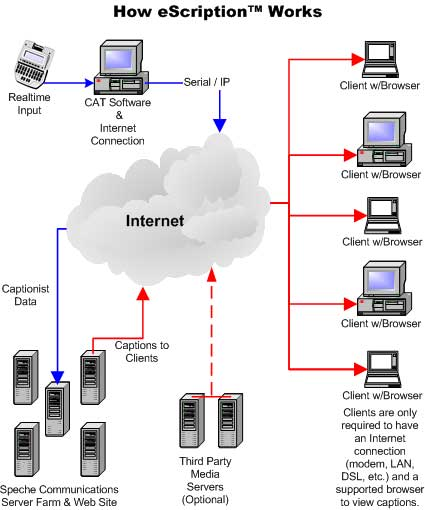 How eScription™ Works
Realtime
Input
CAT Software
&
Internet
Connection
Serial / IP
Client w/Browser
Client w/Browser
Internet
Client w/Browser
Captionist
Data
Client w/Browser
Captions to
Clients
Client w/Browser
Third Party
Media
Servers
(Optional)
Speche Communications
Server Farm & Web Site
Clients are only
required to have
an Internet
connection
(modem, LAN,
DSL, etc.) and a
supported browser
to view captions.